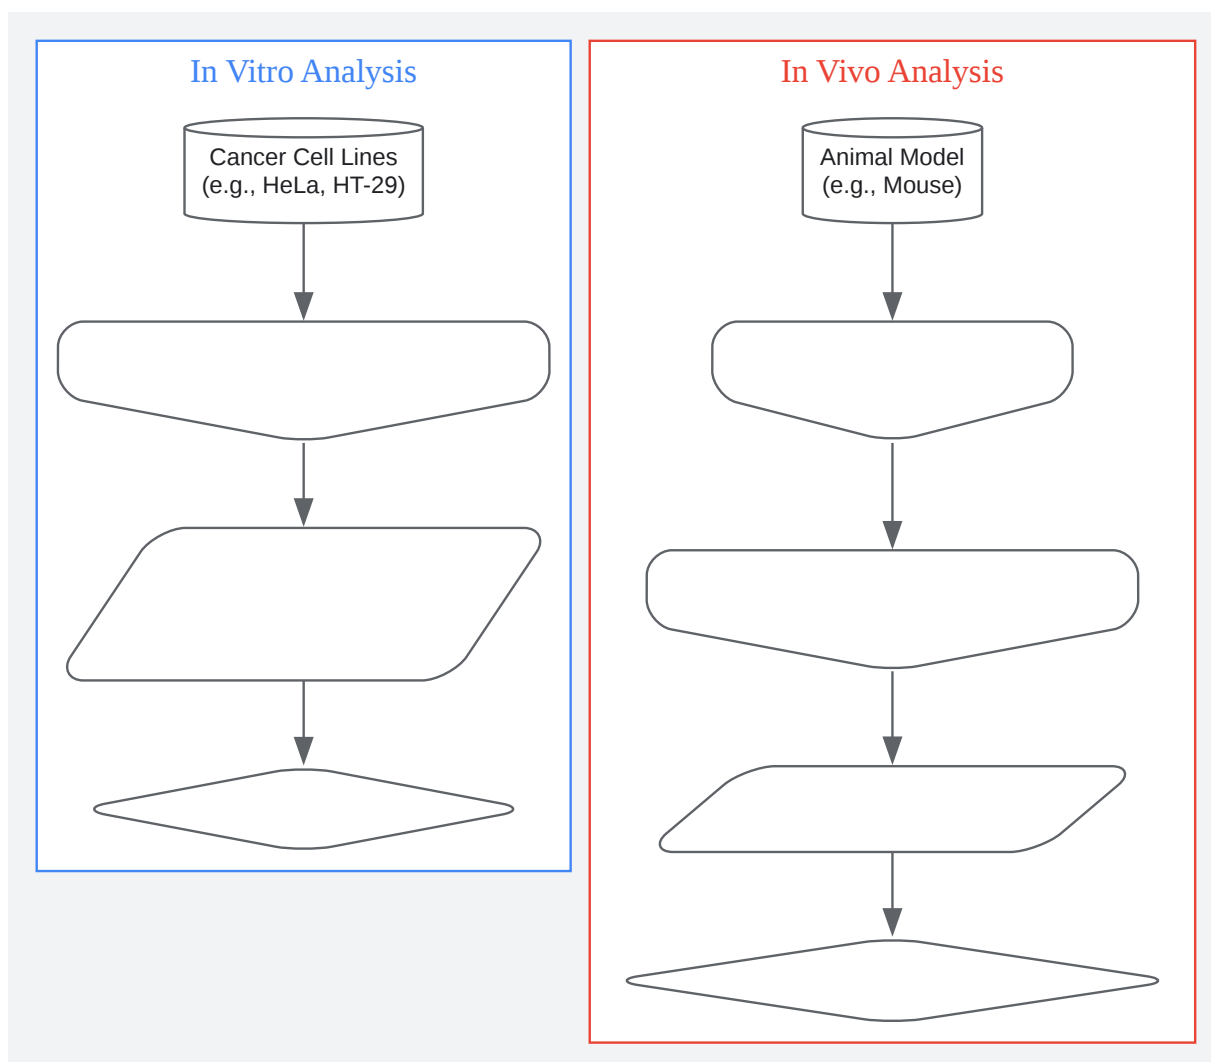 In Vitro Analysis
Cancer Cell Lines
(e.g., HeLa, HT-29)
In Vivo Analysis
Animal Model
(e.g., Mouse)